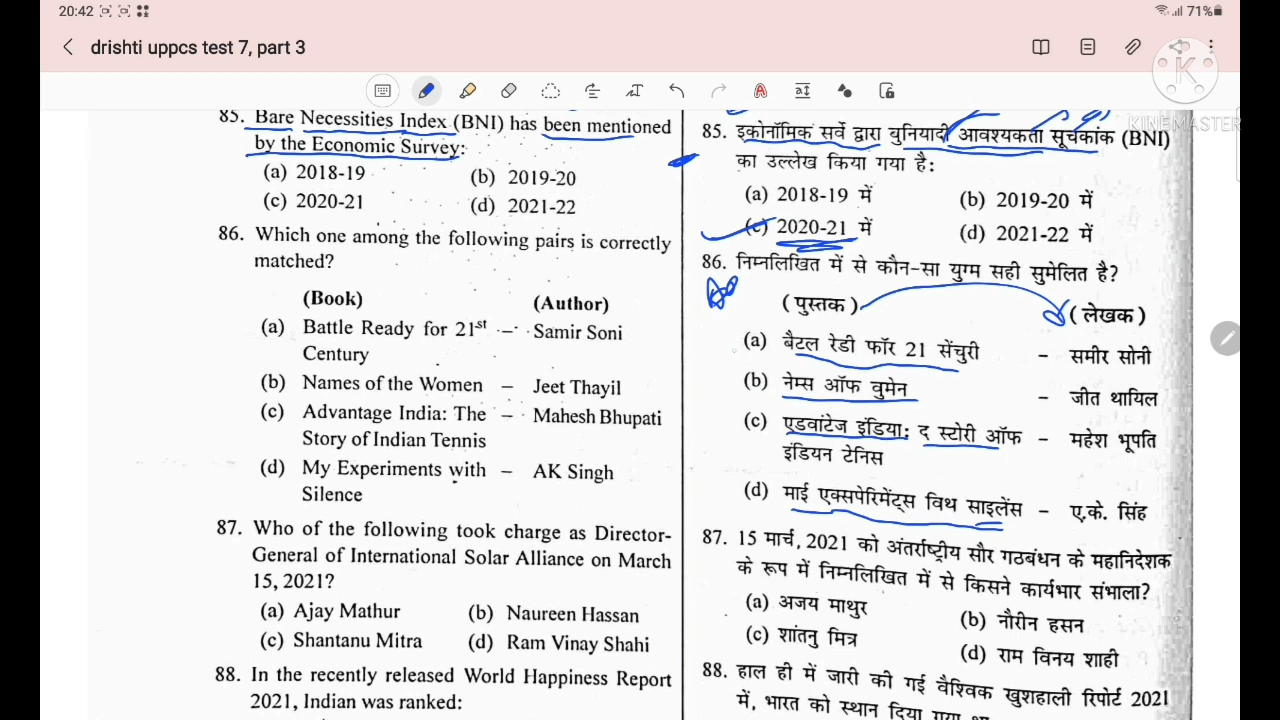 20:42
71%
drishti uppcs test 7, part 3
K
KINEMASTER
85. Bare Necessities Index (BNI) has been mentioned
by the Economic Survey:
(a) 2018-19 (b) 2019-20
(c) 2020-21 (d) 2021-22
86. Which one among the following pairs is correctly
matched?
(Book) (Author)
(a) Battle Ready for 21st – Samir Soni
Century
(b) Names of the Women – Jeet Thayil
(c) Advantage India: The – Mahesh Bhupati
Story of Indian Tennis
(d) My Experiments with – AK Singh
Silence
87. Who of the following took charge as Director-
General of International Solar Alliance on March
15, 2021?
(a) Ajay Mathur (b) Naureen Hassan
(c) Shantanu Mitra (d) Ram Vinay Shahi
88. In the recently released World Happiness Report
2021, Indian was ranked:
85. इकोनॉमिक सर्वे द्वारा बुनियादी आवश्यकता सूचकांक (BNI)
का उल्लेख किया गया है:
(a) 2018-19 में (b) 2019-20 में
(c) 2020-21 में (d) 2021-22 में
86. निम्नलिखित में से कौन-सा युग्म सही सुमेलित है?
(पुस्तक) (लेखक)
(a) बैटल रेडी फॉर 21 सेंचुरी – समीर सोनी
(b) नेम्स ऑफ वुमेन – जीत थायिल
(c) एडवांटेज इंडिया: द स्टोरी ऑफ – महेश भूपति
इंडियन टेनिस
(d) माई एक्सपेरिमेंट्स विथ साइलेंस – ए.के. सिंह
87. 15 मार्च, 2021 को अंतर्राष्ट्रीय सौर गठबंधन के महानिदेशक
के रूप में निम्नलिखित में से किसने कार्यभार संभाला?
(a) अजय माथुर (b) नौरीन हसन
(c) शांतनु मित्र (d) राम विनय शाही
88. हाल ही में जारी की गई वैश्विक खुशहाली रिपोर्ट 2021
में, भारत को स्थान दिया गया